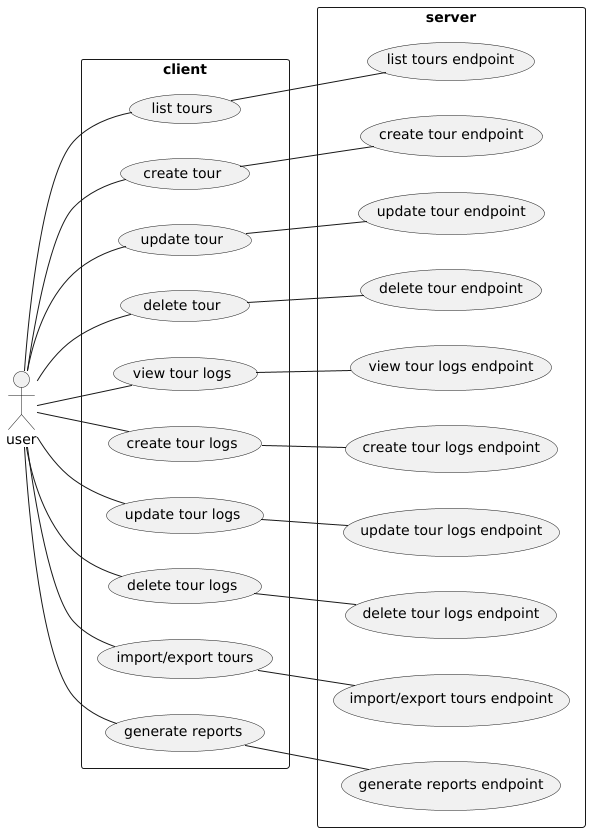 server
client
list tours endpoint
list tours
create tour endpoint
create tour
update tour endpoint
update tour
delete tour endpoint
delete tour
view tour logs endpoint
view tour logs
user
create tour logs
create tour logs endpoint
update tour logs
update tour logs endpoint
delete tour logs
delete tour logs endpoint
import/export tours
import/export tours endpoint
generate reports
generate reports endpoint